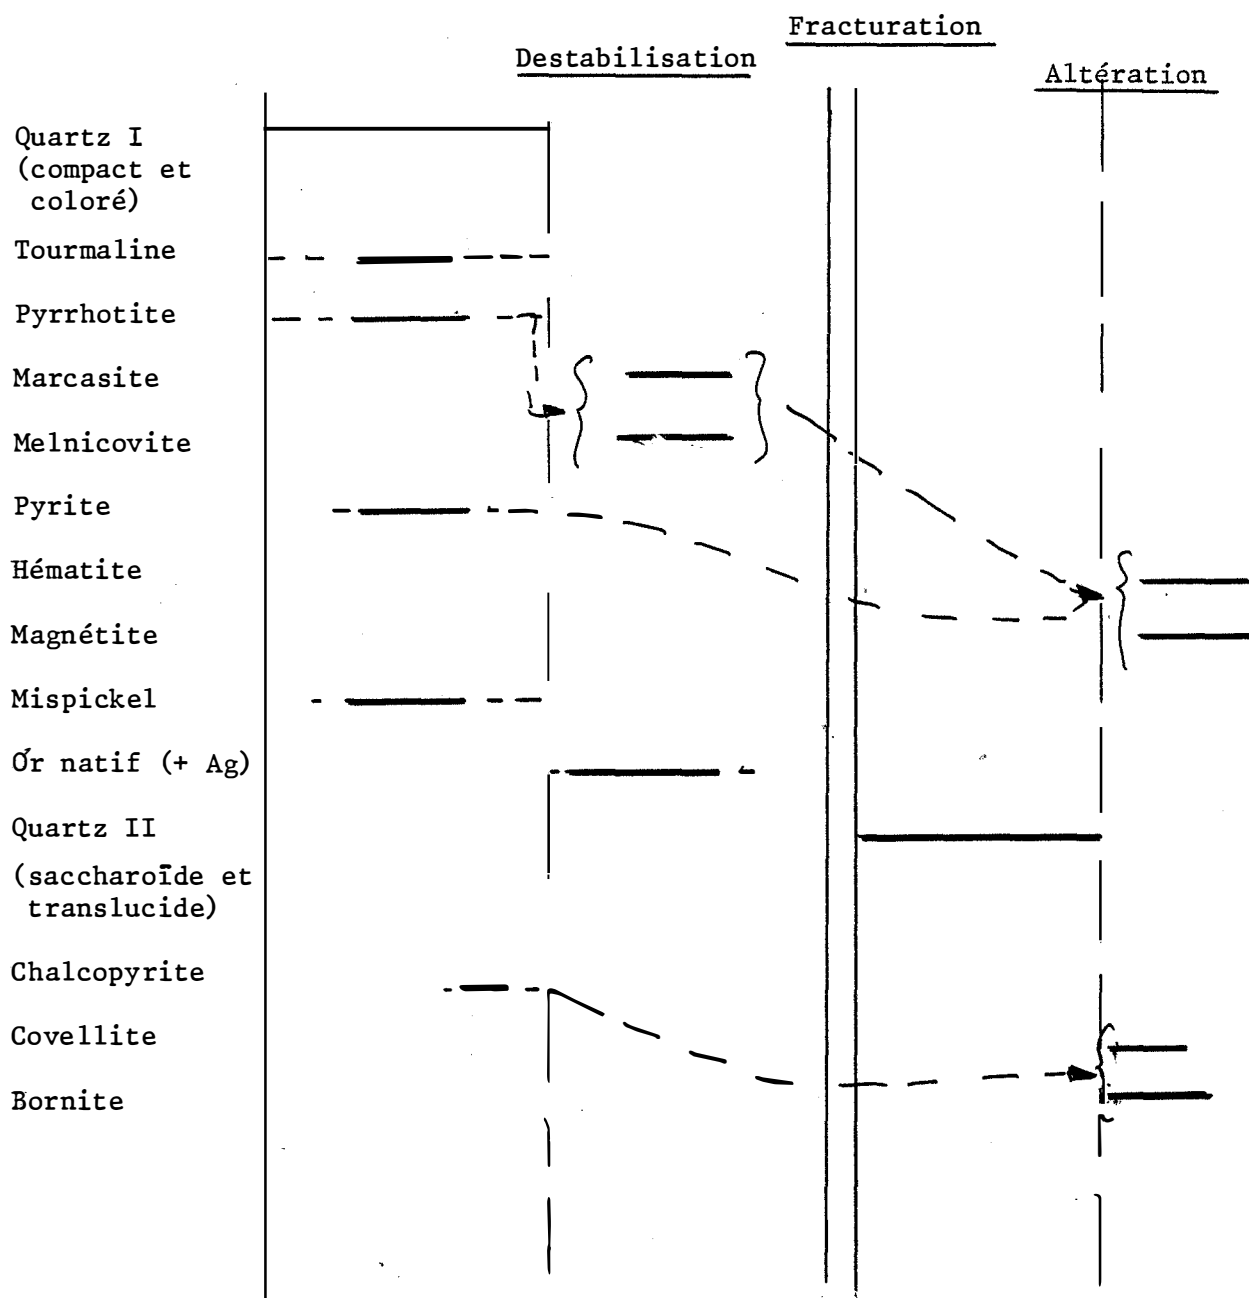 Fracturation
Destabilisation
Altération
Quartz I
(compact et
coloré)
Tourmaline
Pyrrhotite
Marcasite
Melnicovite
Pyrite
Hématite
Magnétite
Mispickel
Or natif (+ Ag)
Quartz II
(saccharoïde et
translucide)
Chalcopyrite
Covellite
Bornite